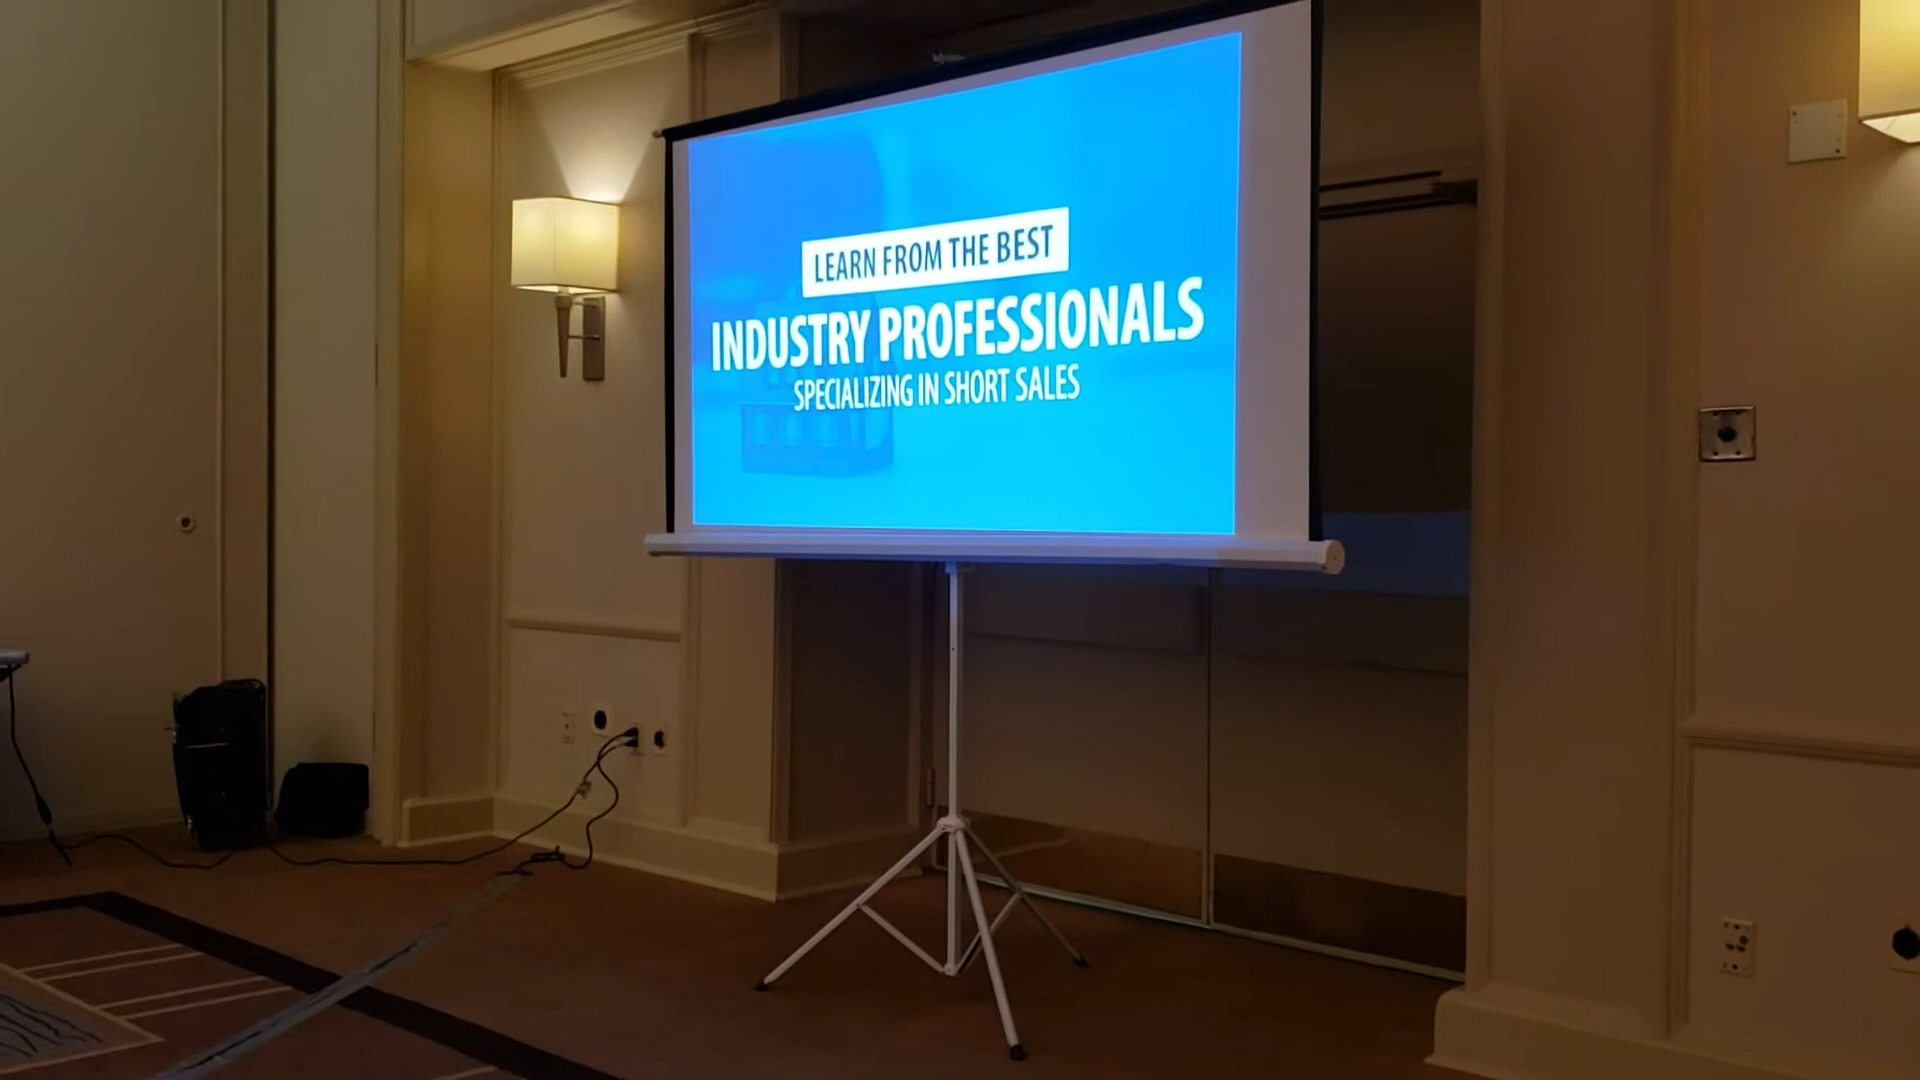 LEARN FROM THE BEST
INDUSTRY PROFESSIONALS
SPECIALIZING IN SHORT SALES